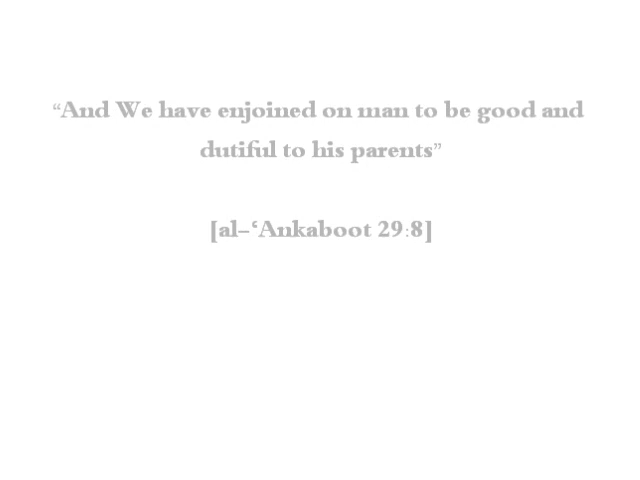 “And We have enjoined on man to be good and
dutiful to his parents”
[al-‘Ankaboot 29:8]